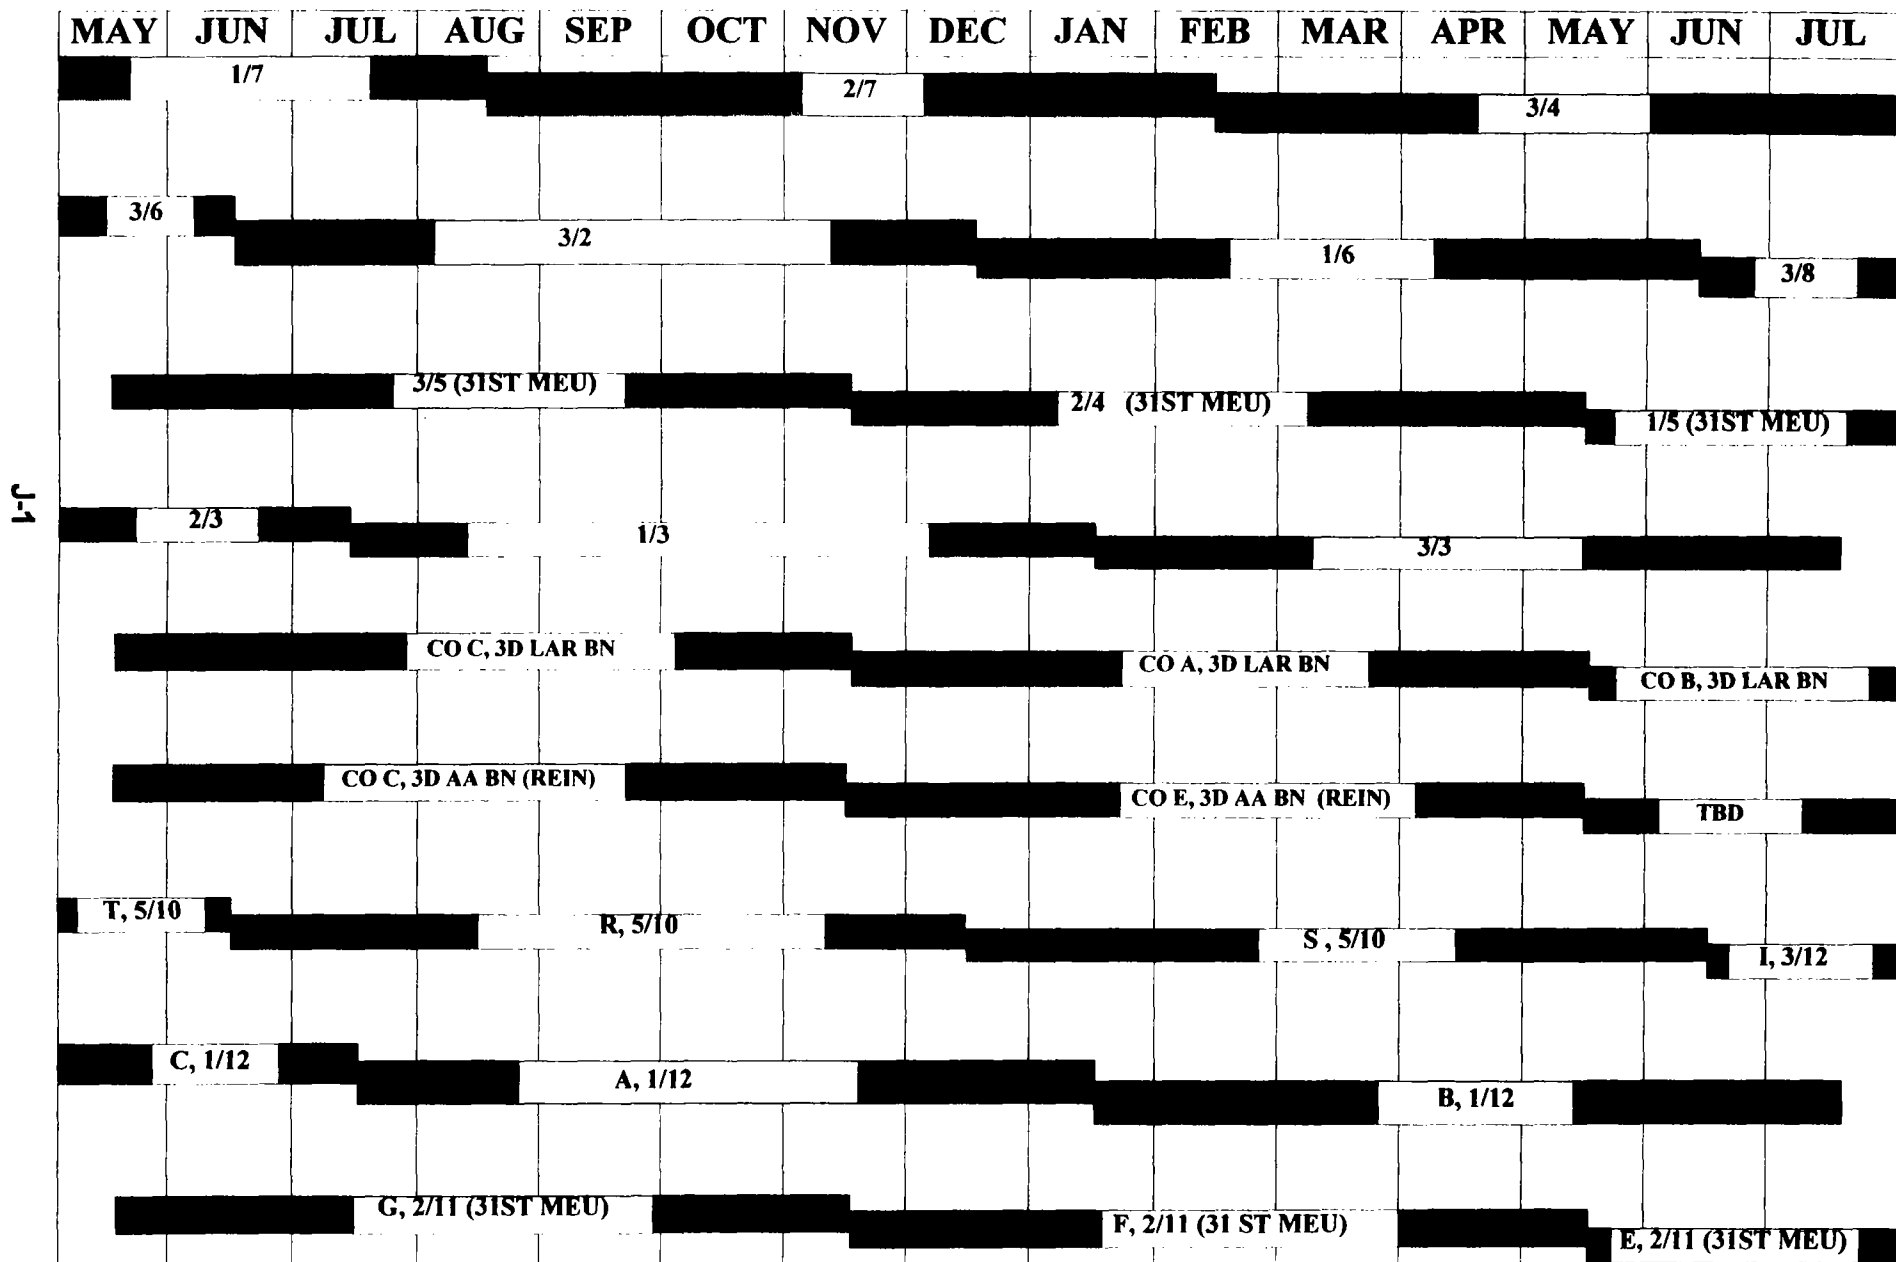 MAY JUN JUL AUG SEP OCT NOV DEC JAN FEB MAR APR MAY JUN JUL
1/7 2/7 3/4
3/6 3/2 1/6 3/8
3/5 (31ST MEU) 2/4 (31ST MEU) 1/5 (31ST MEU)
J-1
2/3 1/3 3/3
CO C, 3D LAR BN CO A, 3D LAR BN CO B, 3D LAR BN
CO C, 3D AA BN (REIN) CO E, 3D AA BN (REIN) TBD
T, 5/10 R, 5/10 S , 5/10 I, 3/12
C, 1/12 A, 1/12 B, 1/12
G, 2/11 (31ST MEU) F, 2/11 (31 ST MEU) E, 2/11 (31ST MEU)